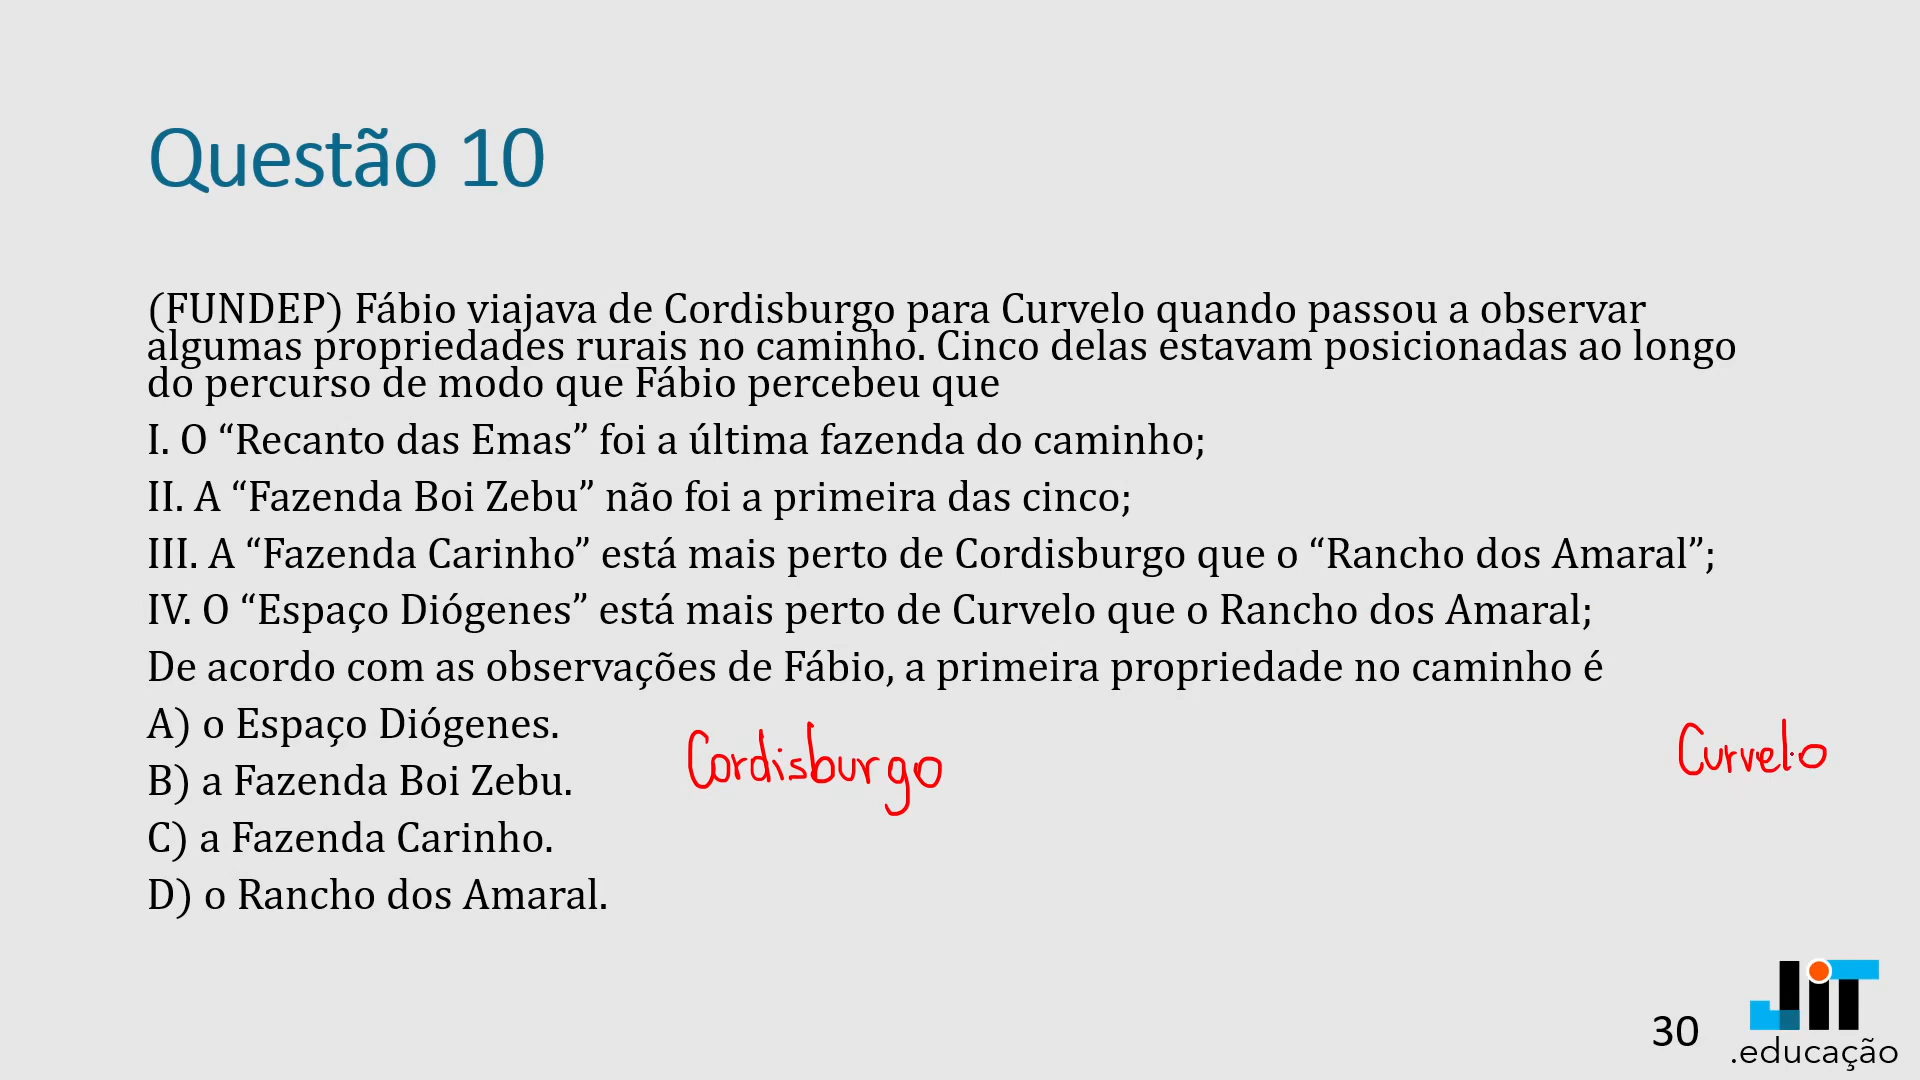 Questão 10
(FUNDEP) Fábio viajava de Cordisburgo para Curvelo quando passou a observar
algumas propriedades rurais no caminho. Cinco delas estavam posicionadas ao longo
do percurso de modo que Fábio percebeu que
I. O “Recanto das Emas” foi a última fazenda do caminho;
II. A “Fazenda Boi Zebu” não foi a primeira das cinco;
III. A “Fazenda Carinho” está mais perto de Cordisburgo que o “Rancho dos Amaral”;
IV. O “Espaço Diógenes” está mais perto de Curvelo que o Rancho dos Amaral;
De acordo com as observações de Fábio, a primeira propriedade no caminho é
A) o Espaço Diógenes.
Cordisburgo
Curvelo
B) a Fazenda Boi Zebu.
C) a Fazenda Carinho.
D) o Rancho dos Amaral.
30
JiT
.educação